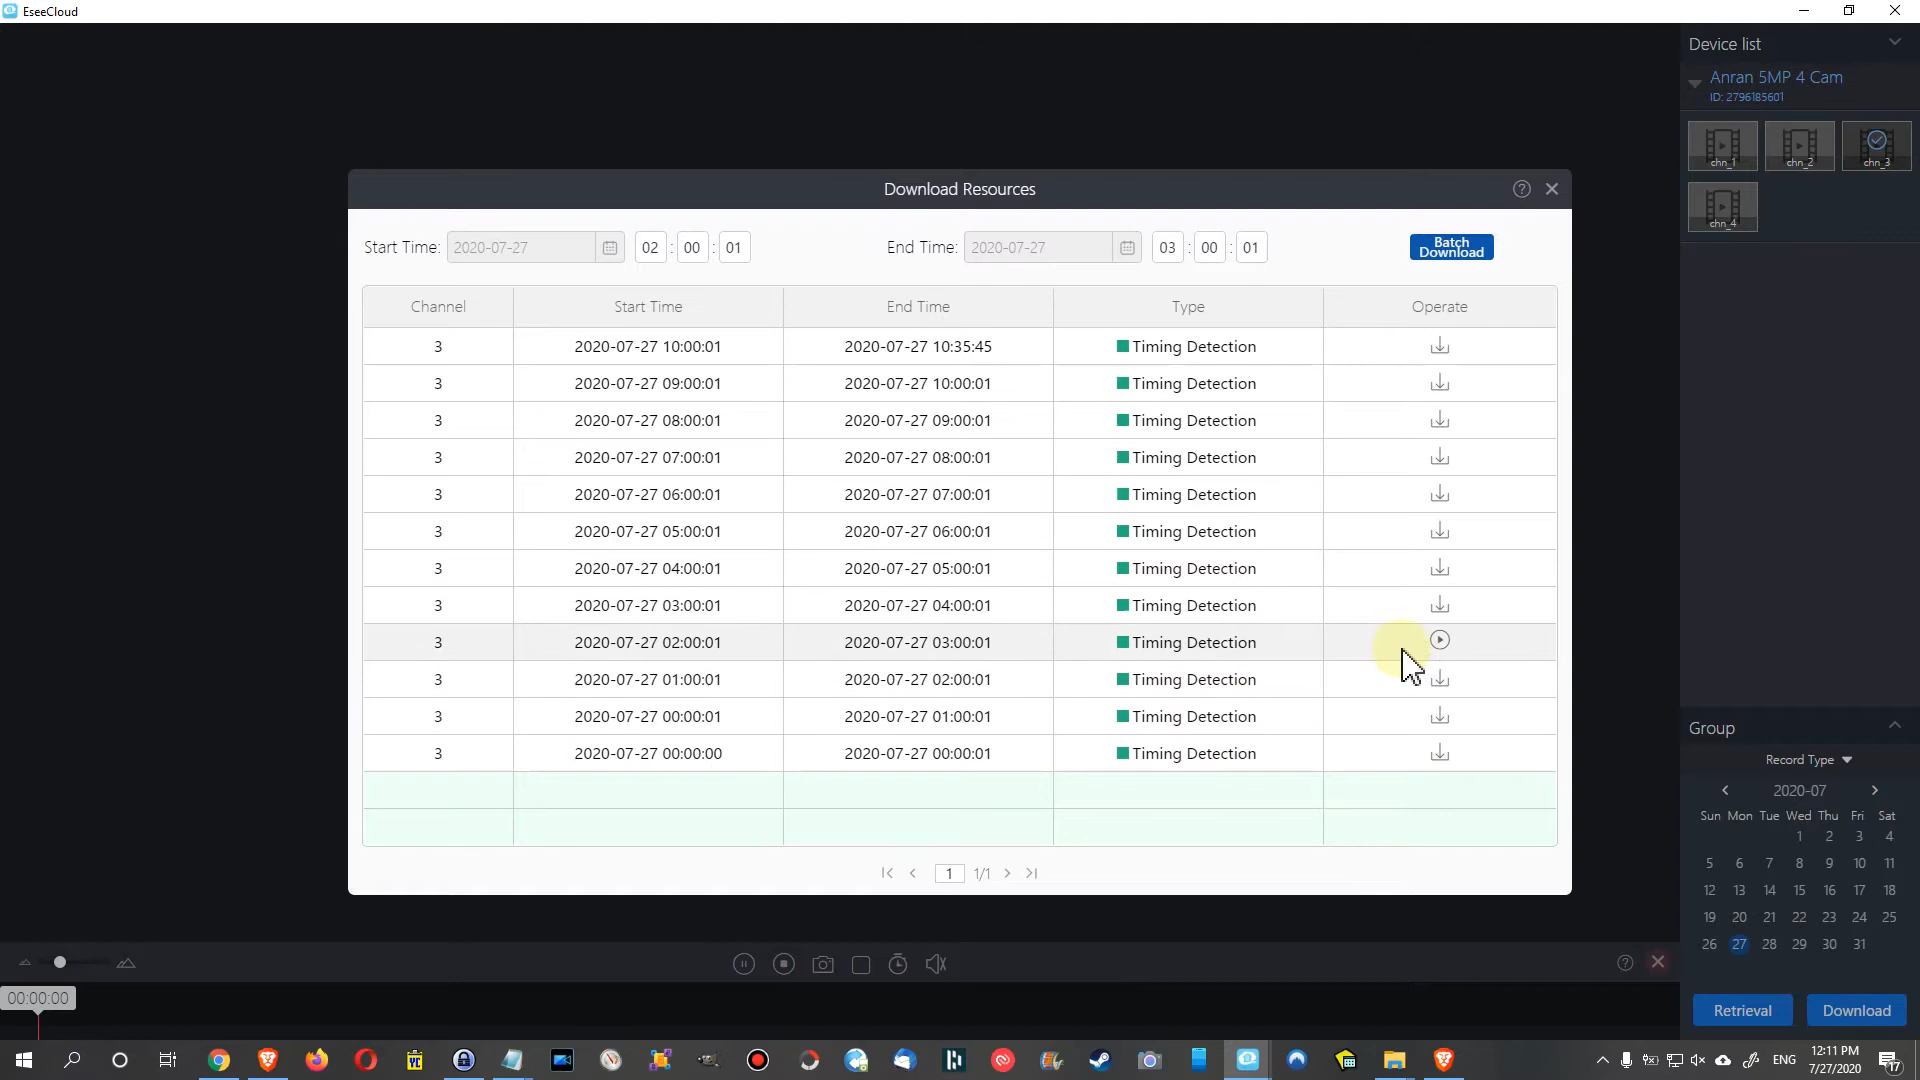 EseeCloud
Device list
Anran 5MP 4 Cam
ID: 2796185601
chn_1 chn_2 chn_3
chn_4
Download Resources
Start Time: 2020-07-27 02 : 00 : 01 End Time: 2020-07-27 03 : 00 : 01 Batch Download
Channel Start Time End Time Type Operate
3 2020-07-27 10:00:01 2020-07-27 10:35:45 Timing Detection
3 2020-07-27 09:00:01 2020-07-27 10:00:01 Timing Detection
3 2020-07-27 08:00:01 2020-07-27 09:00:01 Timing Detection
3 2020-07-27 07:00:01 2020-07-27 08:00:01 Timing Detection
3 2020-07-27 06:00:01 2020-07-27 07:00:01 Timing Detection
3 2020-07-27 05:00:01 2020-07-27 06:00:01 Timing Detection
3 2020-07-27 04:00:01 2020-07-27 05:00:01 Timing Detection
3 2020-07-27 03:00:01 2020-07-27 04:00:01 Timing Detection
3 2020-07-27 02:00:01 2020-07-27 03:00:01 Timing Detection
3 2020-07-27 01:00:01 2020-07-27 02:00:01 Timing Detection
3 2020-07-27 00:00:01 2020-07-27 01:00:01 Timing Detection
3 2020-07-27 00:00:00 2020-07-27 00:00:01 Timing Detection
1 1/1
Group
Record Type
2020-07
Sun Mon Tue Wed Thu Fri Sat
1 2 3 4
5 6 7 8 9 10 11
12 13 14 15 16 17 18
19 20 21 22 23 24 25
26 27 28 29 30 31
Retrieval Download
00:00:00
ENG
12:11 PM
7/27/2020
17